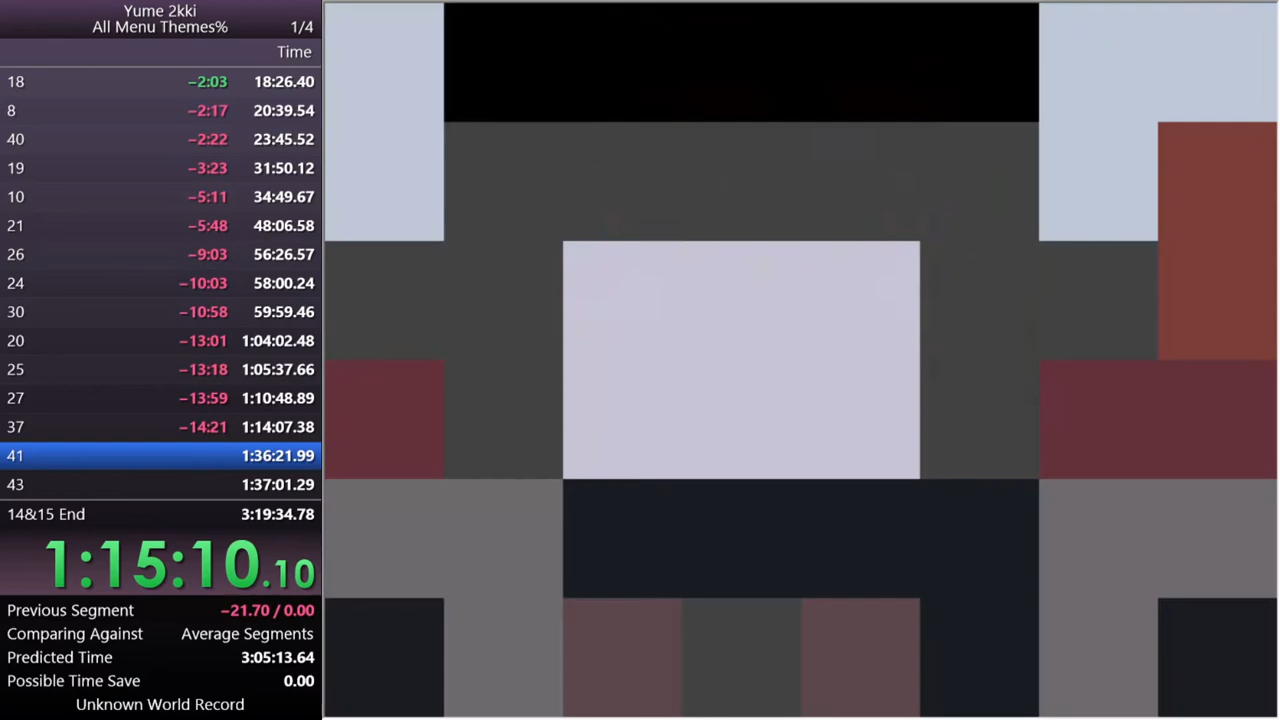 Yume 2kki
All Menu Themes% 1/4
Time
18 −2:03 18:26.40
8 −2:17 20:39.54
40 −2:22 23:45.52
19 −3:23 31:50.12
10 −5:11 34:49.67
21 −5:48 48:06.58
26 −9:03 56:26.57
24 −10:03 58:00.24
30 −10:58 59:59.46
20 −13:01 1:04:02.48
25 −13:18 1:05:37.66
27 −13:59 1:10:48.89
37 −14:21 1:14:07.38
41 1:36:21.99
43 1:37:01.29
14&15 End 3:19:34.78
1:15:10.10
Previous Segment −21.70 / 0.00
Comparing Against Average Segments
Predicted Time 3:05:13.64
Possible Time Save 0.00
Unknown World Record